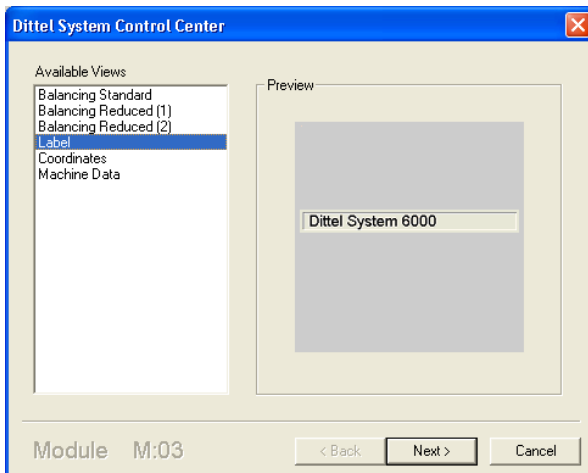 Dittel System Control Center
Available Views
Balancing Standard
Balancing Reduced (1)
Balancing Reduced (2)
Label
Coordinates
Machine Data
Preview
Dittel System 6000
Module M:03
< Back
Next >
Cancel